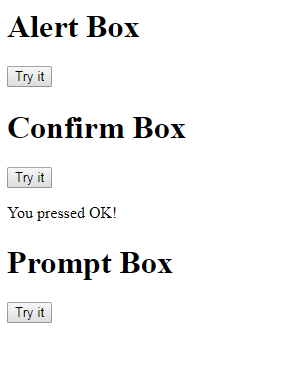 Alert Box
Try it
Confirm Box
Try it
You pressed OK!
Prompt Box
Try it